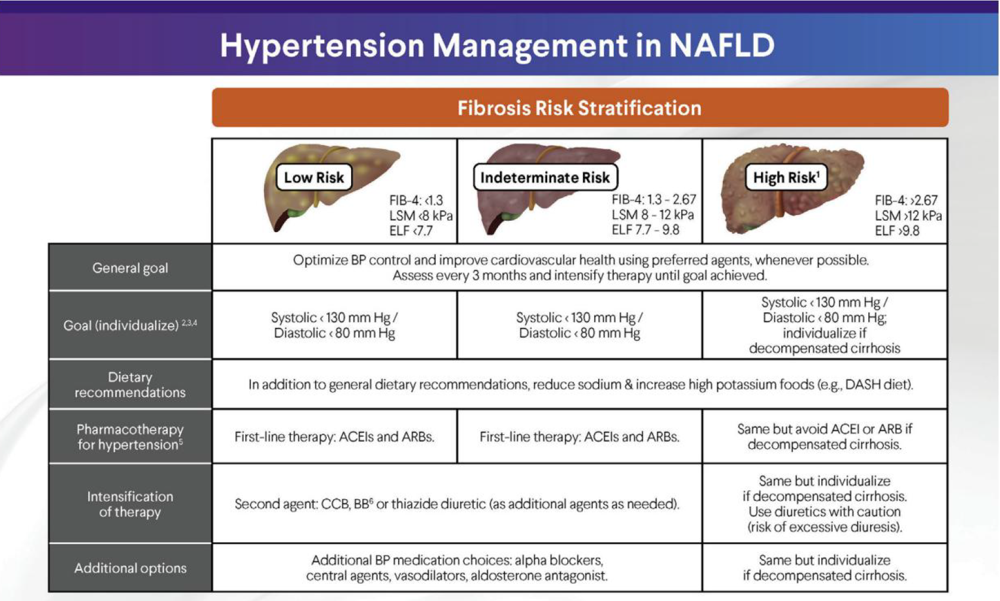 Hypertension Management in NAFLD
Fibrosis Risk Stratification
Low Risk
FIB-4: <1.3
LSM <8 kPa
ELF <7.7
Indeterminate Risk
FIB-4: 1.3 - 2.67
LSM 8 - 12 kPa
ELF 7.7 - 9.8
High Risk¹
FIB-4: >2.67
LSM >12 kPa
ELF >9.8
General goal
Optimize BP control and improve cardiovascular health using preferred agents, whenever possible.
Assess every 3 months and intensify therapy until goal achieved.
Goal (individualize) ²,³,⁴
Systolic <130 mm Hg /
Diastolic <80 mm Hg
Systolic <130 mm Hg /
Diastolic <80 mm Hg
Systolic <130 mm Hg /
Diastolic <80 mm Hg;
individualize if
decompensated cirrhosis
Dietary
recommendations
In addition to general dietary recommendations, reduce sodium & increase high potassium foods (e.g., DASH diet).
Pharmacotherapy
for hypertension⁵
First-line therapy: ACEIs and ARBs.
First-line therapy: ACEIs and ARBs.
Same but avoid ACEI or ARB if
decompensated cirrhosis.
Intensification
of therapy
Second agent: CCB, BB⁶ or thiazide diuretic (as additional agents as needed).
Same but individualize
if decompensated cirrhosis.
Use diuretics with caution
(risk of excessive diuresis).
Additional options
Additional BP medication choices: alpha blockers,
central agents, vasodilators, aldosterone antagonist.
Same but individualize
if decompensated cirrhosis.